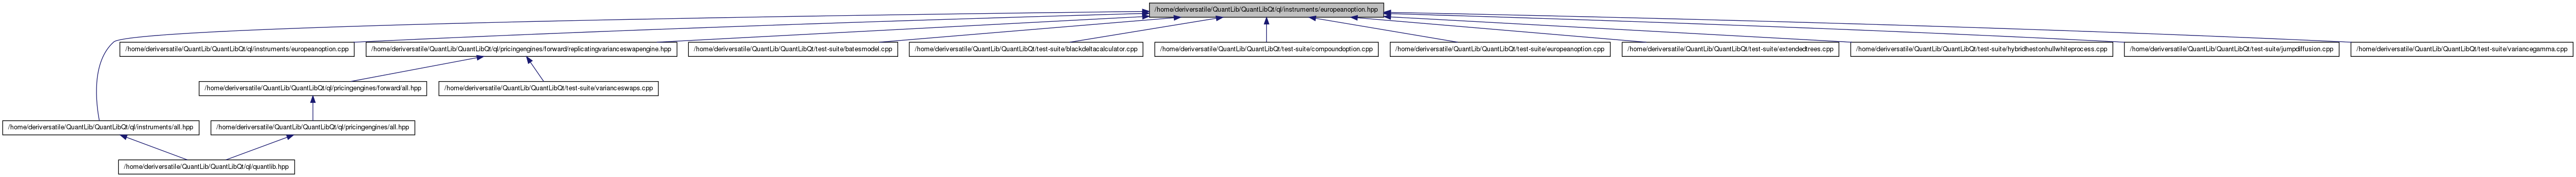 /home/deriversatile/QuantLib/QuantLibQt/ql/instruments/europeanoption.hpp
/home/deriversatile/QuantLib/QuantLibQt/ql/instruments/europeanoption.cpp
/home/deriversatile/QuantLib/QuantLibQt/ql/pricingengines/forward/replicatingvarianceswapengine.hpp
/home/deriversatile/QuantLib/QuantLibQt/test-suite/batesmodel.cpp
/home/deriversatile/QuantLib/QuantLibQt/test-suite/blackdeltacalculator.cpp
/home/deriversatile/QuantLib/QuantLibQt/test-suite/compoundoption.cpp
/home/deriversatile/QuantLib/QuantLibQt/test-suite/europeanoption.cpp
/home/deriversatile/QuantLib/QuantLibQt/test-suite/extendedtrees.cpp
/home/deriversatile/QuantLib/QuantLibQt/test-suite/hybridhestonhullwhiteprocess.cpp
/home/deriversatile/QuantLib/QuantLibQt/test-suite/jumpdiffusion.cpp
/home/deriversatile/QuantLib/QuantLibQt/test-suite/variancegamma.cpp
/home/deriversatile/QuantLib/QuantLibQt/ql/pricingengines/forward/all.hpp
/home/deriversatile/QuantLib/QuantLibQt/test-suite/varianceswaps.cpp
/home/deriversatile/QuantLib/QuantLibQt/ql/instruments/all.hpp
/home/deriversatile/QuantLib/QuantLibQt/ql/pricingengines/all.hpp
/home/deriversatile/QuantLib/QuantLibQt/ql/quantlib.hpp